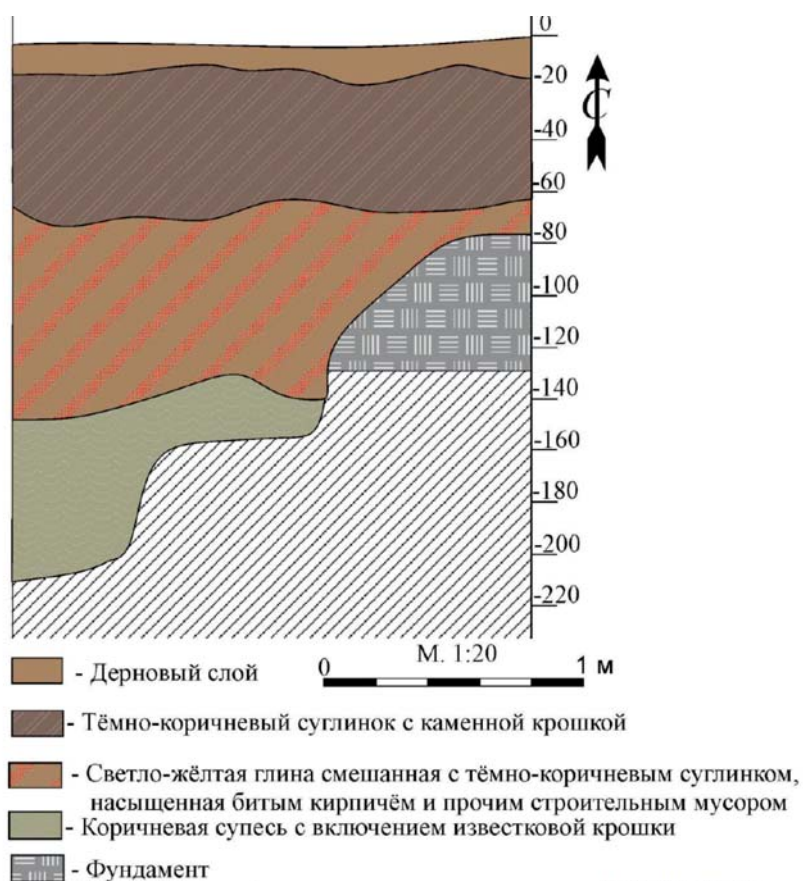 0
-20
С
-40
-60
-80
-100
-120
-140
-160
-180
-200
-220
М. 1:20
0 1 м
- Дерновый слой
- Тёмно-коричневый суглинок с каменной крошкой
- Светло-жёлтая глина смешанная с тёмно-коричневым суглинком,
насыщенная битым кирпичём и прочим строительным мусором
- Коричневая супесь с включением известковой крошки
- Фундамент